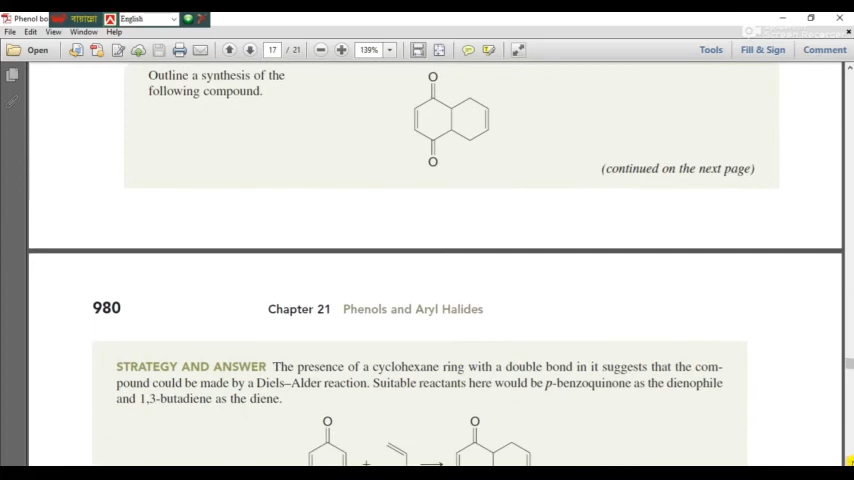 Phenol bo
বায়ান্নো
English
File Edit View Window Help
Open
17 / 21
139%
Tools Fill & Sign Comment
Outline a synthesis of the
following compound.
O
O
(continued on the next page)
980 Chapter 21 Phenols and Aryl Halides
STRATEGY AND ANSWER The presence of a cyclohexane ring with a double bond in it suggests that the com-
pound could be made by a Diels–Alder reaction. Suitable reactants here would be p-benzoquinone as the dienophile
and 1,3-butadiene as the diene.
O O
+